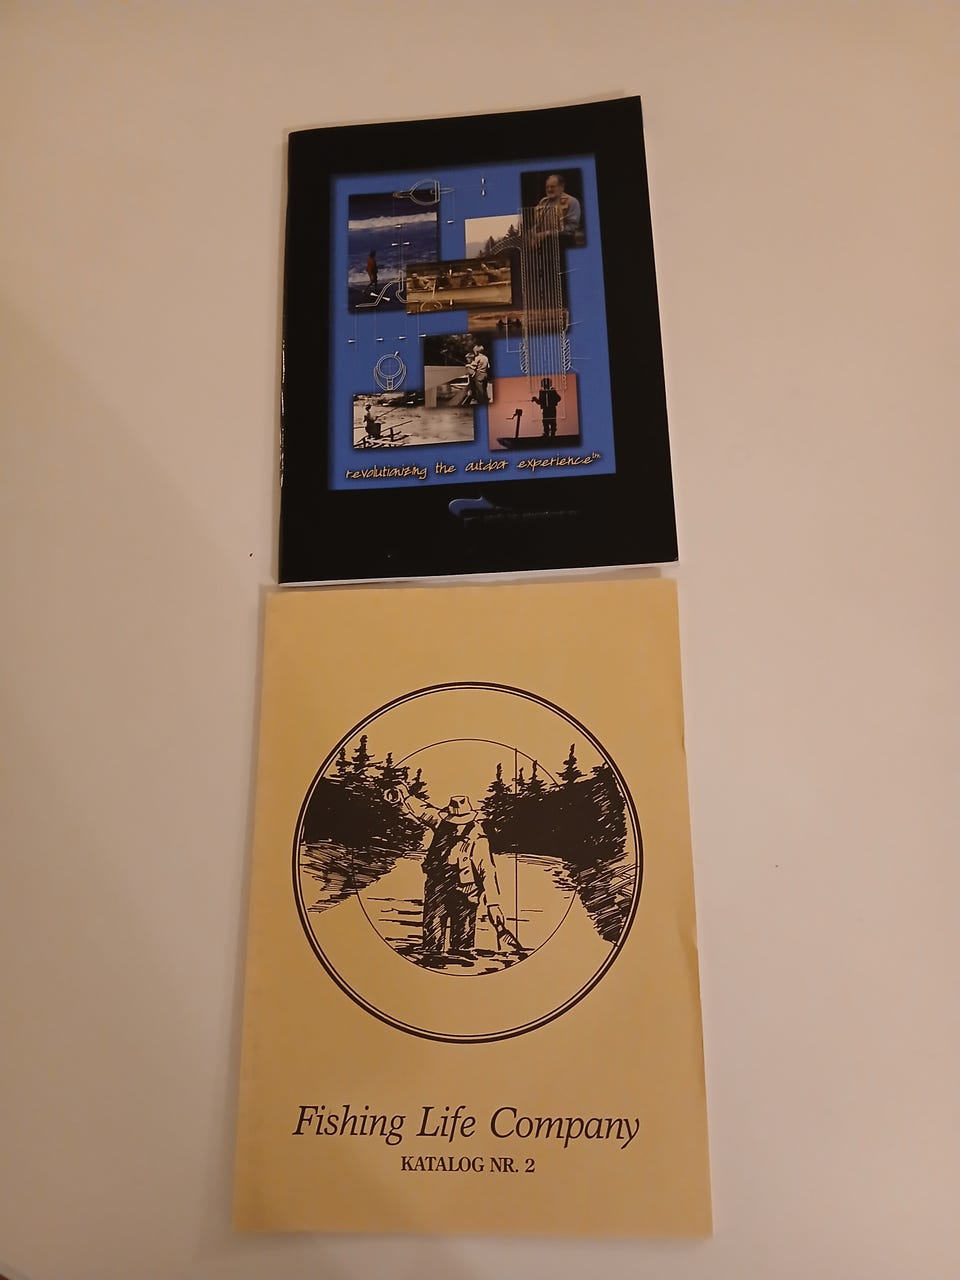 revolutionizing the outdoor experience™
Fishing Life Company
KATALOG NR. 2